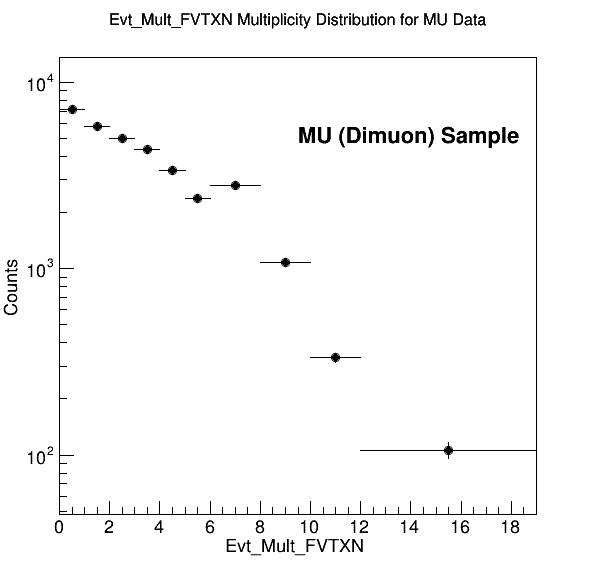 Evt_Mult_FVTXN Multiplicity Distribution for MU Data
MU (Dimuon) Sample
Counts
10^4
10^3
10^2
0 2 4 6 8 10 12 14 16 18
Evt_Mult_FVTXN